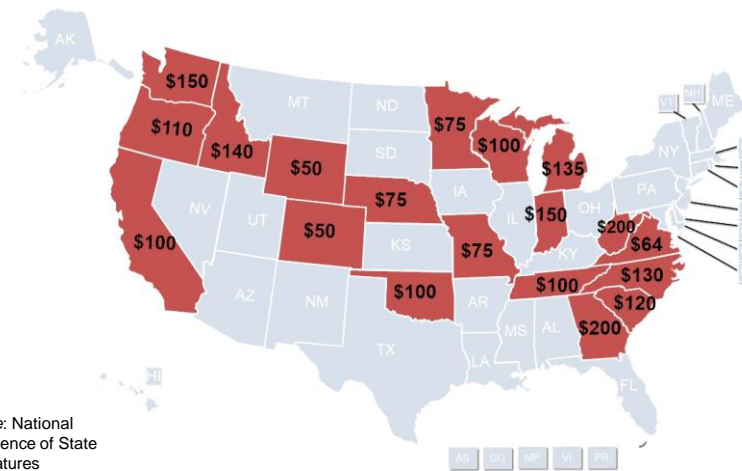 AK
$150
MT
ND
$75
VT
NH
ME
$110
$140
SD
$100
$135
NY
$50
$75
IA
PA
NV
UT
$50
IL
$150
OH
$200
$64
$100
KS
$75
KY
$130
AZ
NM
$100
AR
$100
$120
MS
AL
$200
TX
LA
FL
HI
e: National
ence of State
atures
AS
GU
MP
VI
PR